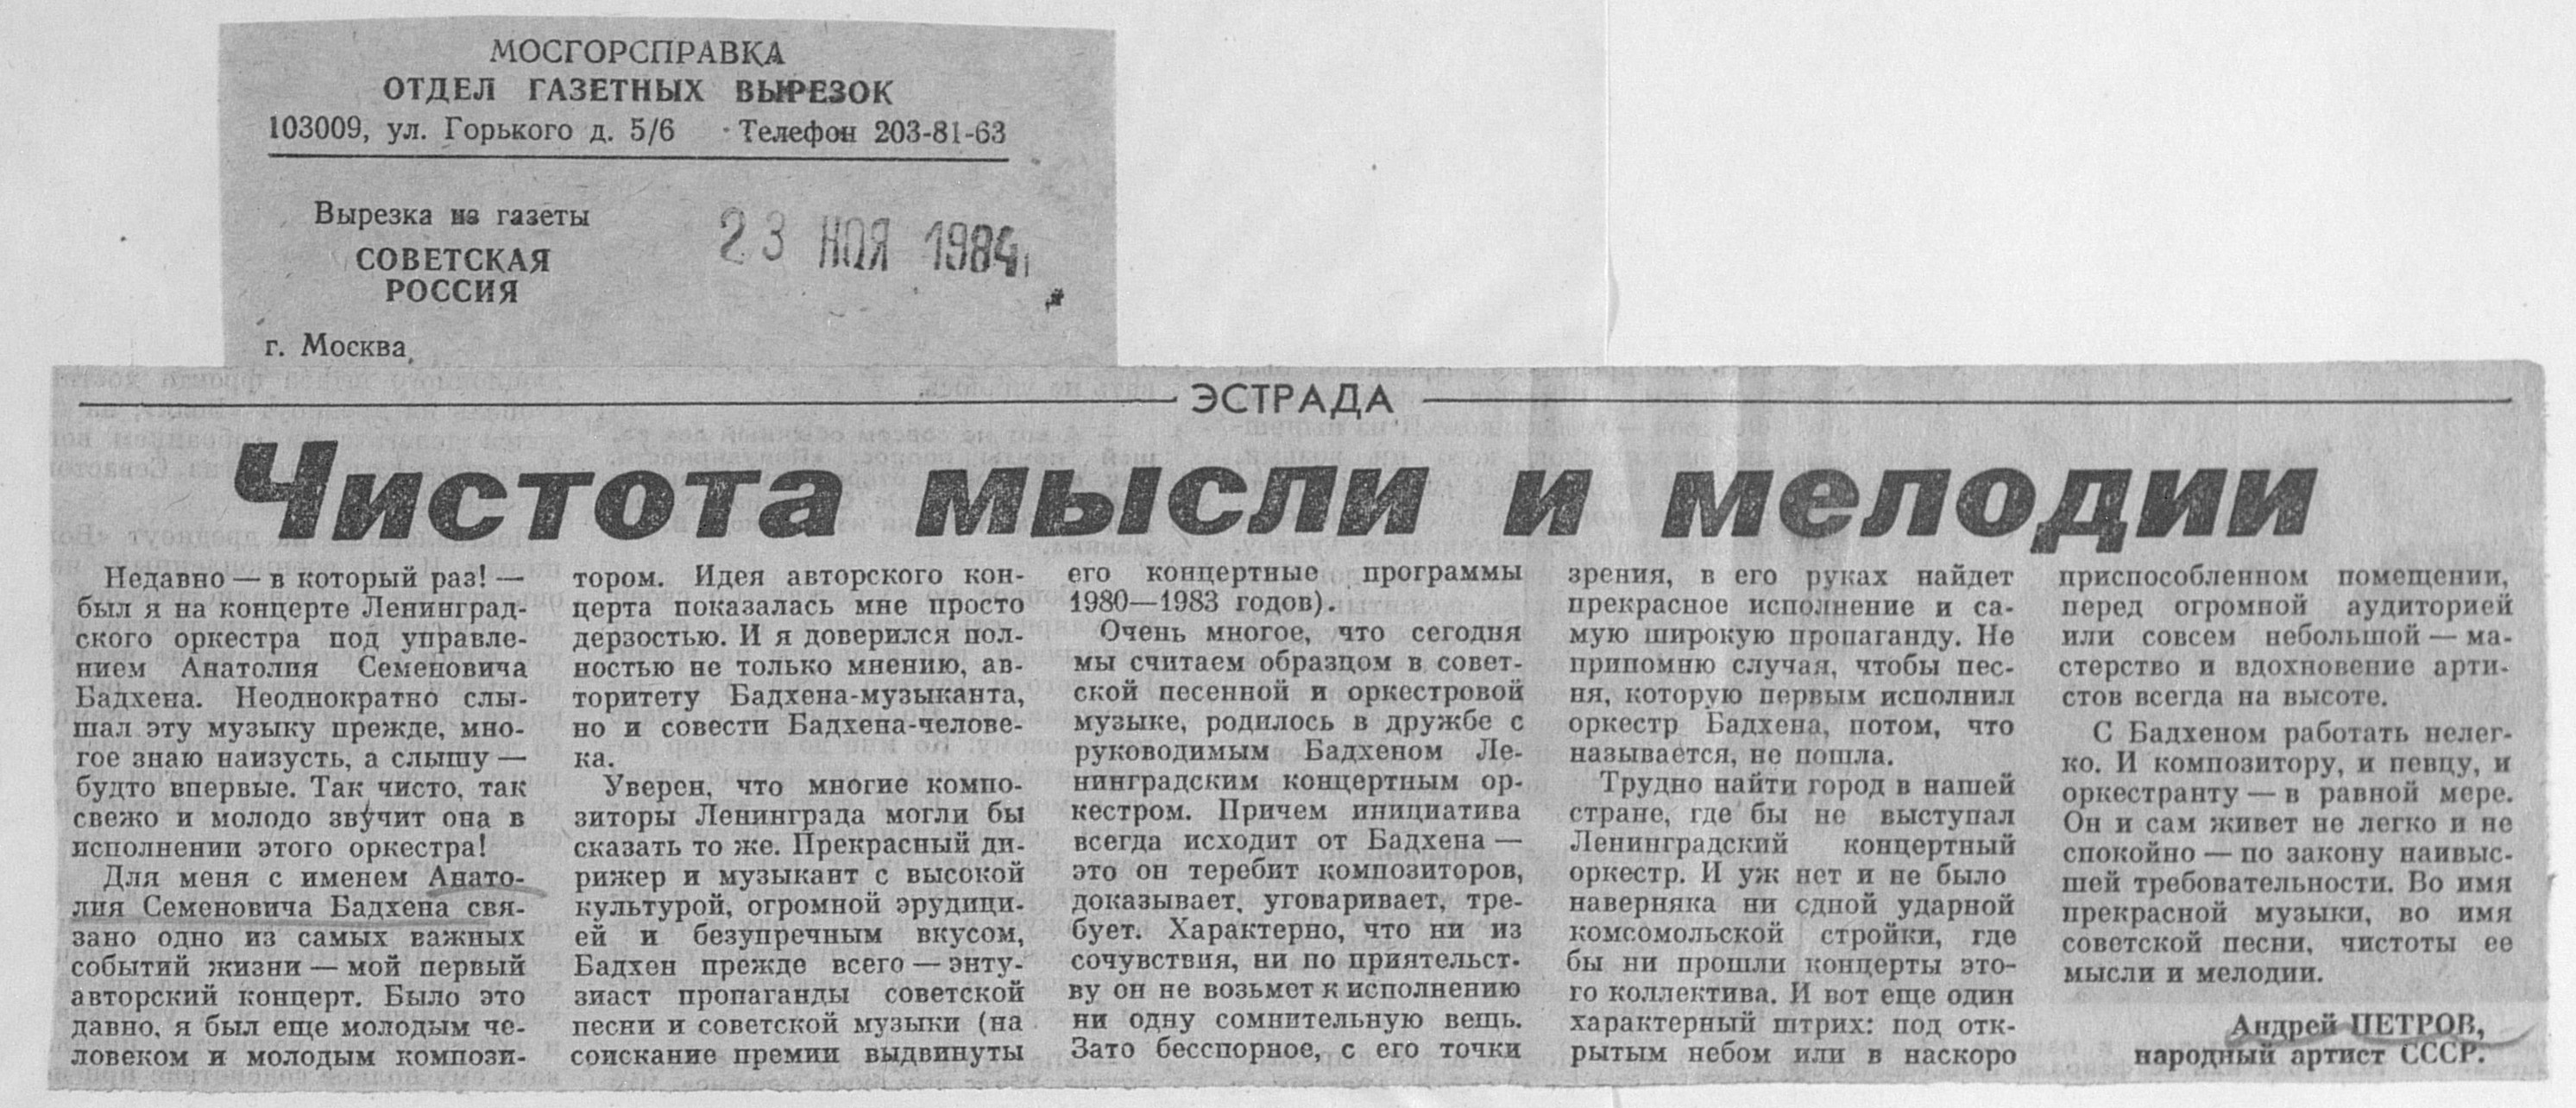 МОСГОРСПРАВКА
ОТДЕЛ ГАЗЕТНЫХ ВЫРЕЗОК
103009, ул. Горького д. 5/6 Телефон 203-81-63
Вырезка из газеты
СОВЕТСКАЯ
РОССИЯ
23 НОЯ 1984
г. Москва
ЭСТРАДА
Чистота мысли и мелодии
Недавно — в который раз! —
был я на концерте Ленинград-
ского оркестра под управле-
нием Анатолия Семеновича
Бадхена. Неоднократно слы-
шал эту музыку прежде, мно-
гое знаю наизусть, а слышу —
будто впервые. Так чисто, так
свежо и молодо звучит она в
исполнении этого оркестра!
Для меня с именем Анато-
лия Семеновича Бадхена свя-
зано одно из самых важных
событий жизни — мой первый
авторский концерт. Было это
давно, я был еще молодым че-
ловеком и молодым компози-
тором. Идея авторского кон-
церта показалась мне просто
дерзостью. И я доверился пол-
ностью не только мнению, ав-
торитету Бадхена-музыканта,
но и совести Бадхена-челове-
ка.
Уверен, что многие компо-
зиторы Ленинграда могли бы
сказать то же. Прекрасный ди-
рижер и музыкант с высокой
культурой, огромной эрудици-
ей и безупречным вкусом,
Бадхен прежде всего — энту-
зиаст пропаганды советской
песни и советской музыки (на
соискание премии выдвинуты
его концертные программы
1980—1983 годов).
Очень многое, что сегодня
мы считаем образцом в совет-
ской песенной и оркестровой
музыке, родилось в дружбе с
руководимым Бадхеном Ле-
нинградским концертным ор-
кестром. Причем инициатива
всегда исходит от Бадхена —
это он теребит композиторов,
доказывает, уговаривает, тре-
бует. Характерно, что ни из
сочувствия, ни по приятельст-
ву он не возьмет к исполнению
ни одну сомнительную вещь.
Зато бесспорное, с его точки
зрения, в его руках найдет
прекрасное исполнение и са-
мую широкую пропаганду. Не
припомню случая, чтобы пес-
ня, которую первым исполнил
оркестр Бадхена, потом, что
называется, не пошла.
Трудно найти город в нашей
стране, где бы не выступал
Ленинградский концертный
оркестр. И уж нет и не было
наверняка ни одной ударной
комсомольской стройки, где
бы ни прошли концерты это-
го коллектива. И вот еще один
характерный штрих: под отк-
рытым небом или в наскоро
приспособленном помещении,
перед огромной аудиторией
или совсем небольшой — ма-
стерство и вдохновение арти-
стов всегда на высоте.
С Бадхеном работать нелег-
ко. И композитору, и певцу, и
оркестранту — в равной мере.
Он и сам живет не легко и не
спокойно — по закону наивыс-
шей требовательности. Во имя
прекрасной музыки, во имя
советской песни, чистоты ее
мысли и мелодии.
Андрей ПЕТРОВ,
народный артист СССР.